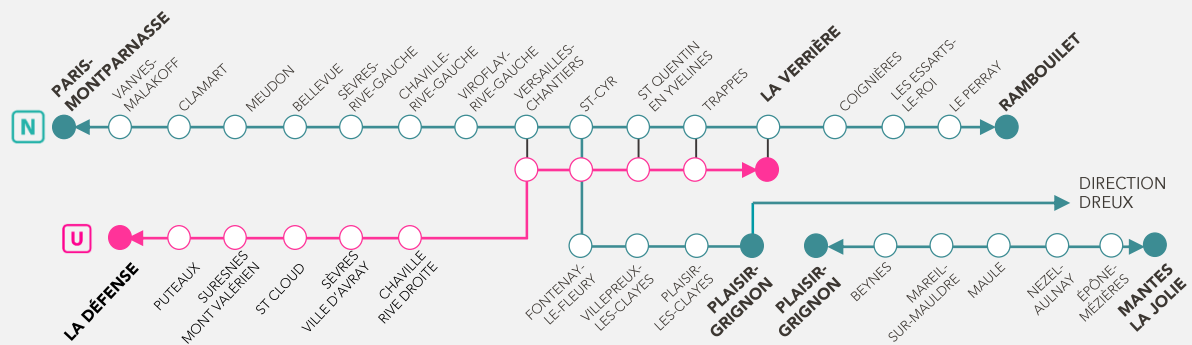 PARIS-
MONTPARNASSE
VANVES-
MALAKOFF
CLAMART
MEUDON
BELLEVUE
SÈVRES-
RIVE-GAUCHE
CHAVILLE-
RIVE-GAUCHE
VIROFLAY-
RIVE-GAUCHE
VERSAILLES-
CHANTIERS
ST-CYR
ST QUENTIN
EN YVELINES
TRAPPES
LA VERRIÈRE
COIGNIÈRES
LES ESSARTS-
LE-ROI
LE PERRAY
RAMBOUILET
N
DIRECTION
DREUX
U
LA DÉFENSE
PUTEAUX
SURESNES
MONT VALÉRIEN
ST CLOUD
SÈVRES
VILLE D'AVRAY
CHAVILLE
RIVE DROITE
FONTENAY-
LE-FLEURY
VILLEPREUX-
LES-CLAYES
PLAISIR-
LES-CLAYES
PLAISIR-
GRIGNON
PLAISIR-
GRIGNON
BEYNES
MAREIL-
SUR-MAULDRE
MAULE
NEZEL-
AULNAY
ÉPÔNE-
MÉZIÈRES
MANTES
LA JOLIE